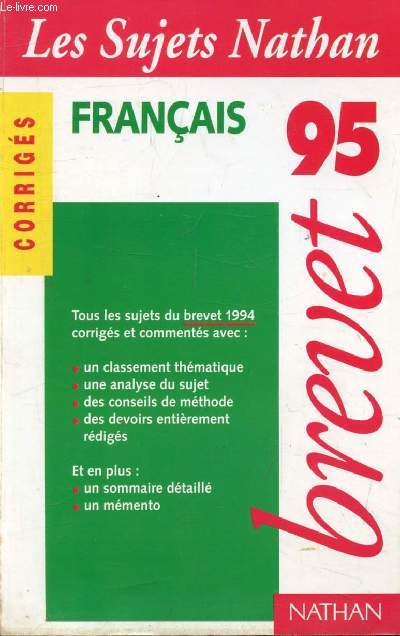 Le-livre.com
Les Sujets Nathan
CORRIGÉS
FRANÇAIS
95
brevet
Tous les sujets du brevet 1994
corrigés et commentés avec :
un classement thématique
une analyse du sujet
des conseils de méthode
des devoirs entièrement
rédigés
Et en plus :
un sommaire détaillé
un mémento
NATHAN